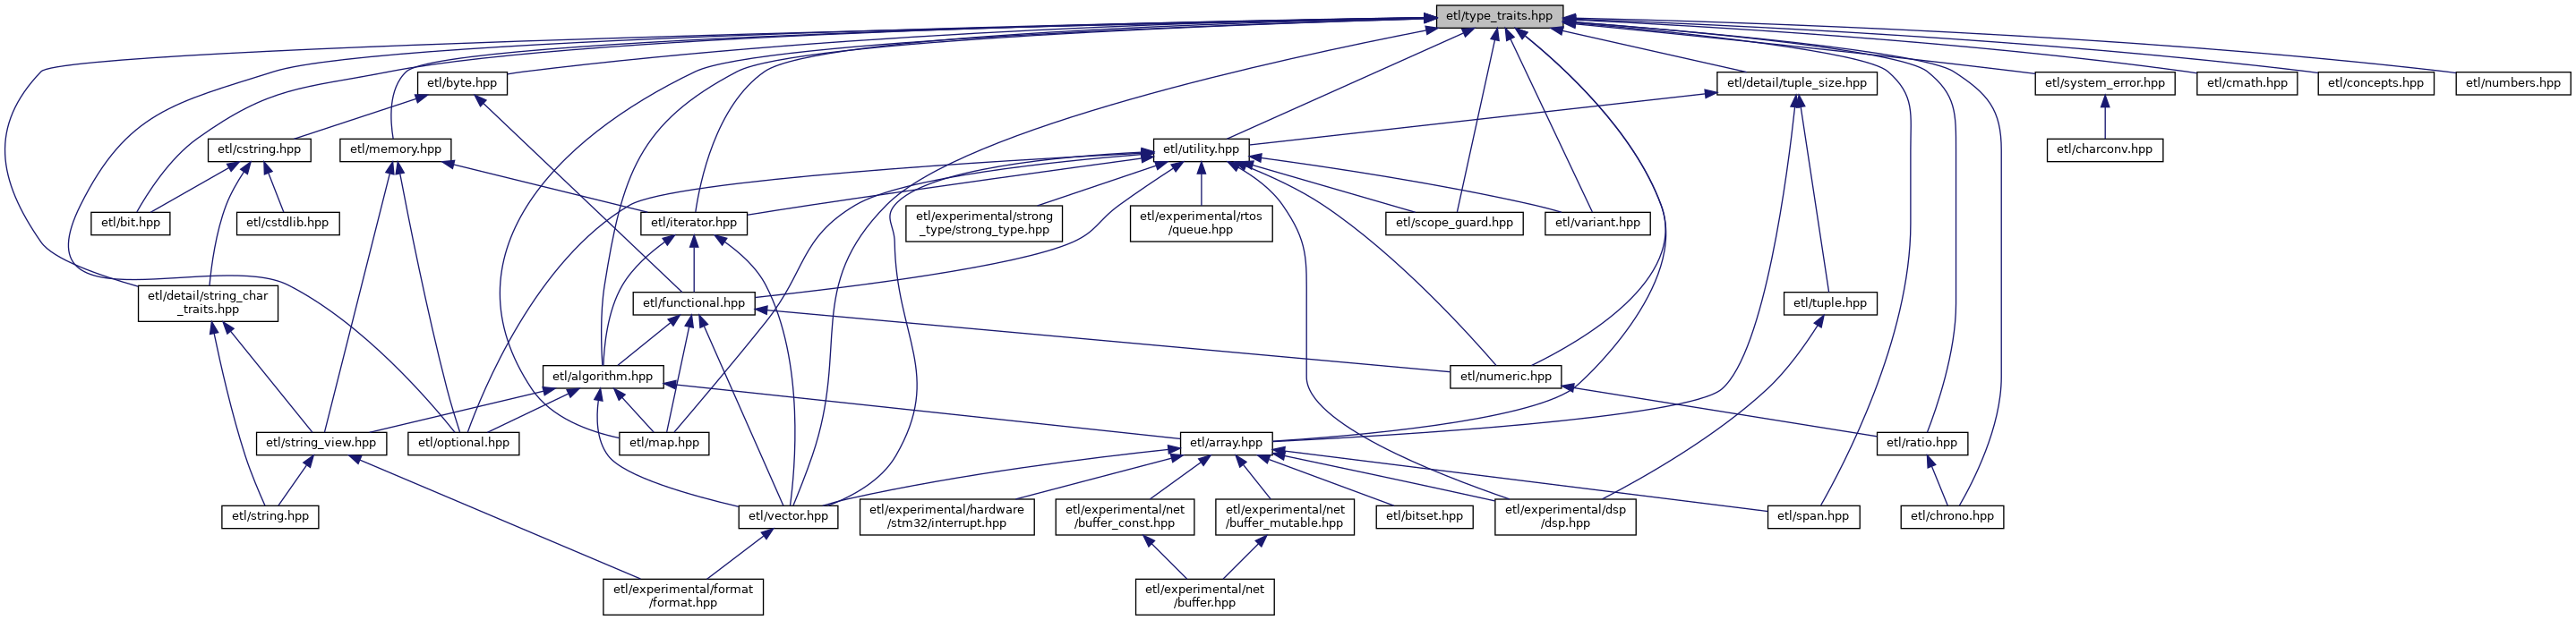 etl/type_traits.hpp
etl/byte.hpp
etl/detail/tuple_size.hpp
etl/system_error.hpp
etl/cmath.hpp
etl/concepts.hpp
etl/numbers.hpp
etl/cstring.hpp
etl/memory.hpp
etl/utility.hpp
etl/charconv.hpp
etl/bit.hpp
etl/cstdlib.hpp
etl/iterator.hpp
etl/experimental/strong
_type/strong_type.hpp
etl/experimental/rtos
/queue.hpp
etl/scope_guard.hpp
etl/variant.hpp
etl/detail/string_char
_traits.hpp
etl/functional.hpp
etl/tuple.hpp
etl/algorithm.hpp
etl/numeric.hpp
etl/string_view.hpp
etl/optional.hpp
etl/map.hpp
etl/array.hpp
etl/ratio.hpp
etl/string.hpp
etl/vector.hpp
etl/experimental/hardware
/stm32/interrupt.hpp
etl/experimental/net
/buffer_const.hpp
etl/experimental/net
/buffer_mutable.hpp
etl/bitset.hpp
etl/experimental/dsp
/dsp.hpp
etl/span.hpp
etl/chrono.hpp
etl/experimental/format
/format.hpp
etl/experimental/net
/buffer.hpp